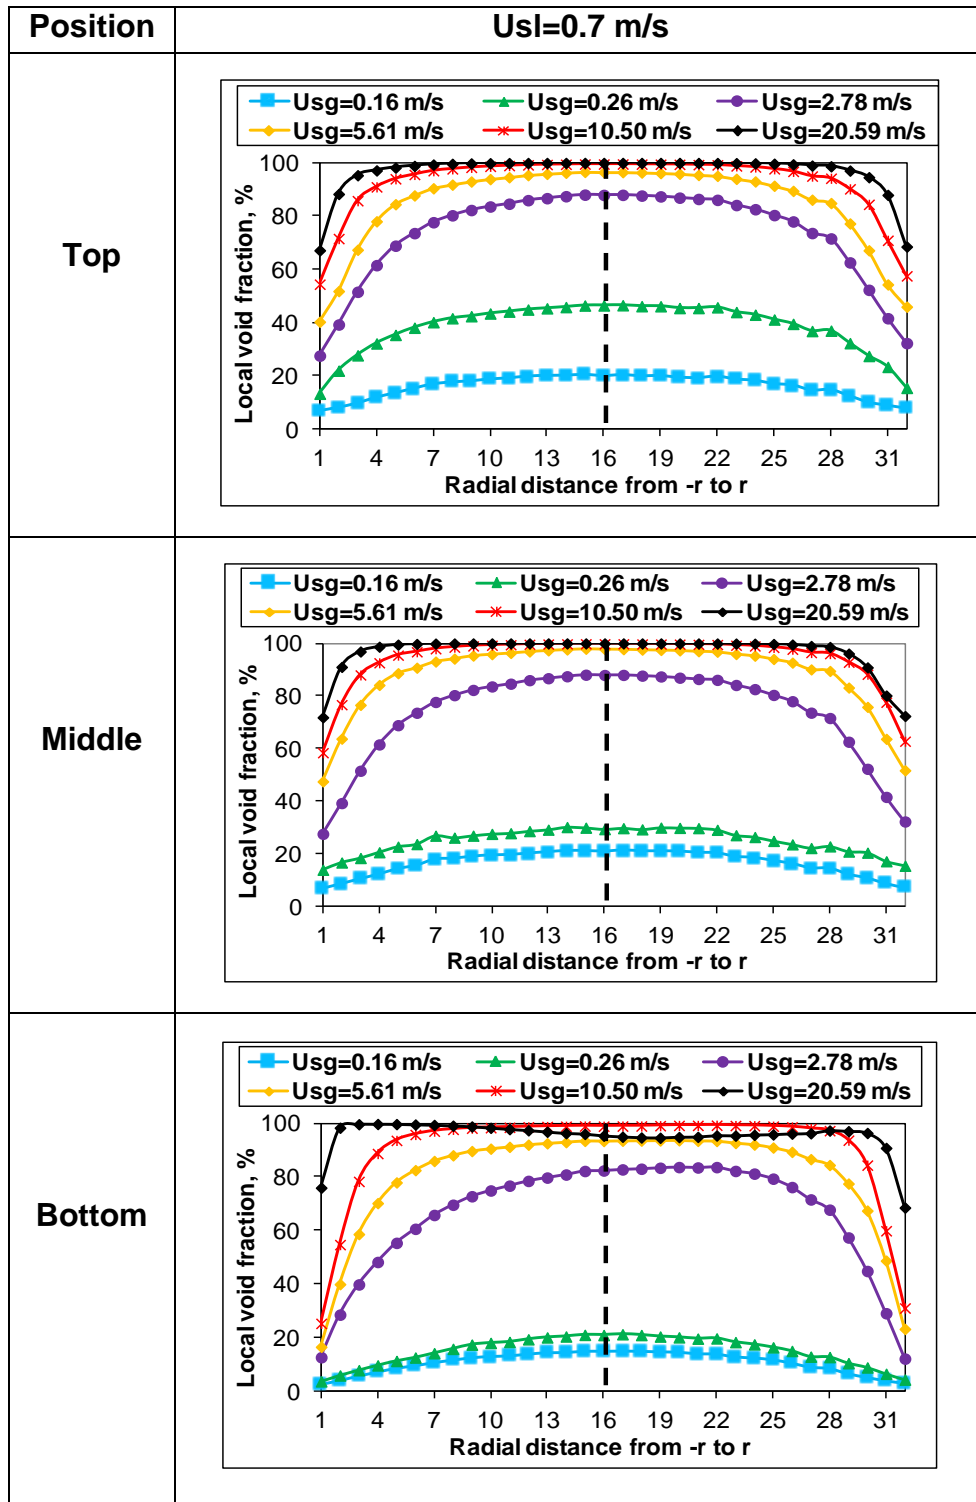 Position Usl=0.7 m/s
Top
Usg=0.16 m/s Usg=0.26 m/s Usg=2.78 m/s
Usg=5.61 m/s Usg=10.50 m/s Usg=20.59 m/s
Local void fraction, %
100
80
60
40
20
0
1 4 7 10 13 16 19 22 25 28 31
Radial distance from -r to r
Middle
Usg=0.16 m/s Usg=0.26 m/s Usg=2.78 m/s
Usg=5.61 m/s Usg=10.50 m/s Usg=20.59 m/s
Local void fraction, %
100
80
60
40
20
0
1 4 7 10 13 16 19 22 25 28 31
Radial distance from -r to r
Bottom
Usg=0.16 m/s Usg=0.26 m/s Usg=2.78 m/s
Usg=5.61 m/s Usg=10.50 m/s Usg=20.59 m/s
Local void fraction, %
100
80
60
40
20
0
1 4 7 10 13 16 19 22 25 28 31
Radial distance from -r to r